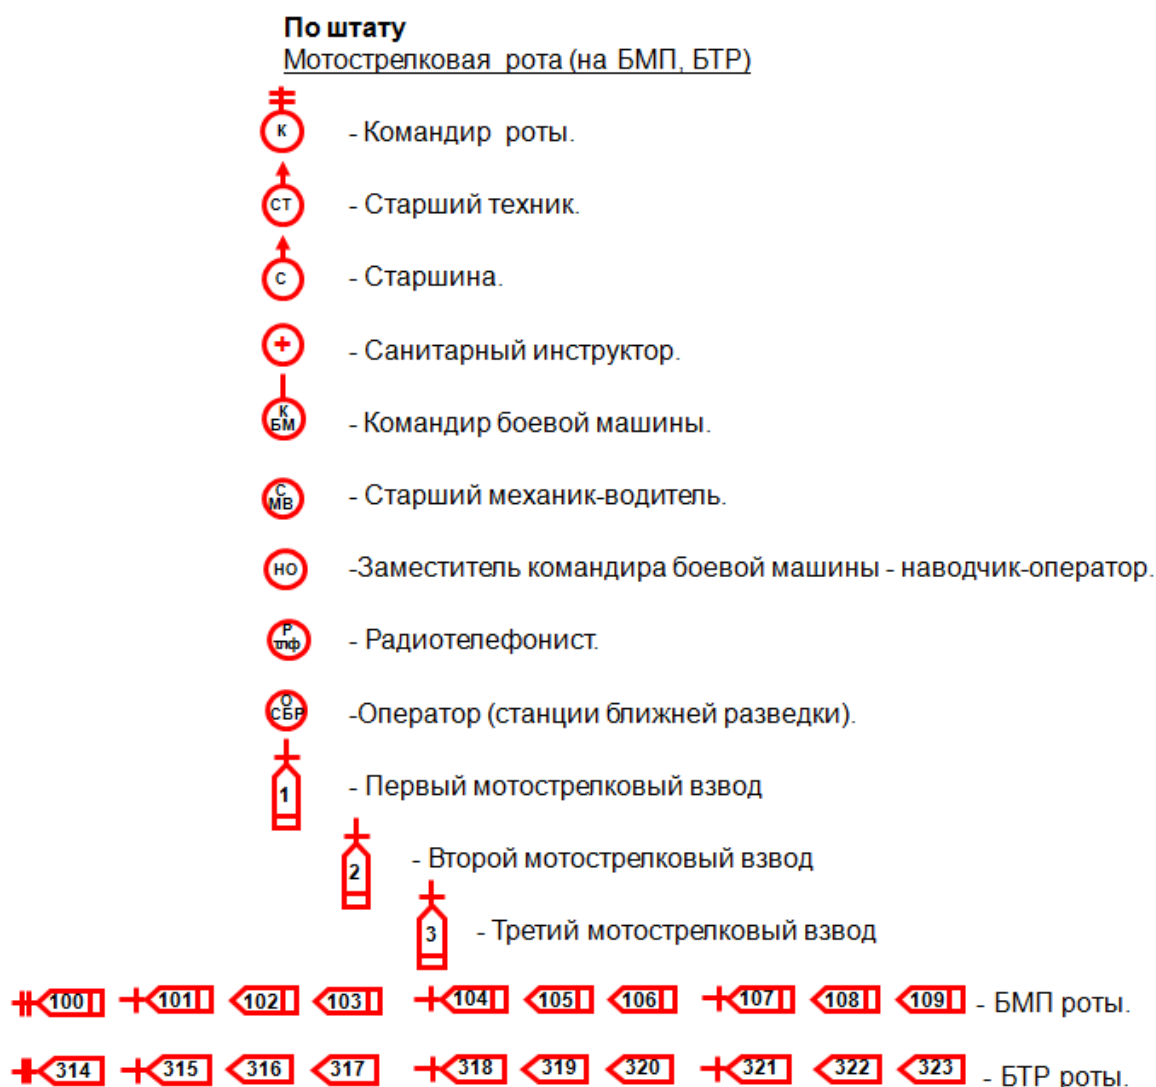 По штату
Мотострелковая рота (на БМП, БТР)
К - Командир роты.
СТ - Старший техник.
С - Старшина.
- Санитарный инструктор.
К БМ - Командир боевой машины.
С МВ - Старший механик-водитель.
НО -Заместитель командира боевой машины - наводчик-оператор.
Р тлф - Радиотелефонист.
О СБР -Оператор (станции ближней разведки).
1 - Первый мотострелковый взвод
2 - Второй мотострелковый взвод
3 - Третий мотострелковый взвод
100 101 102 103 104 105 106 107 108 109 - БМП роты.
314 315 316 317 318 319 320 321 322 323 - БТР роты.